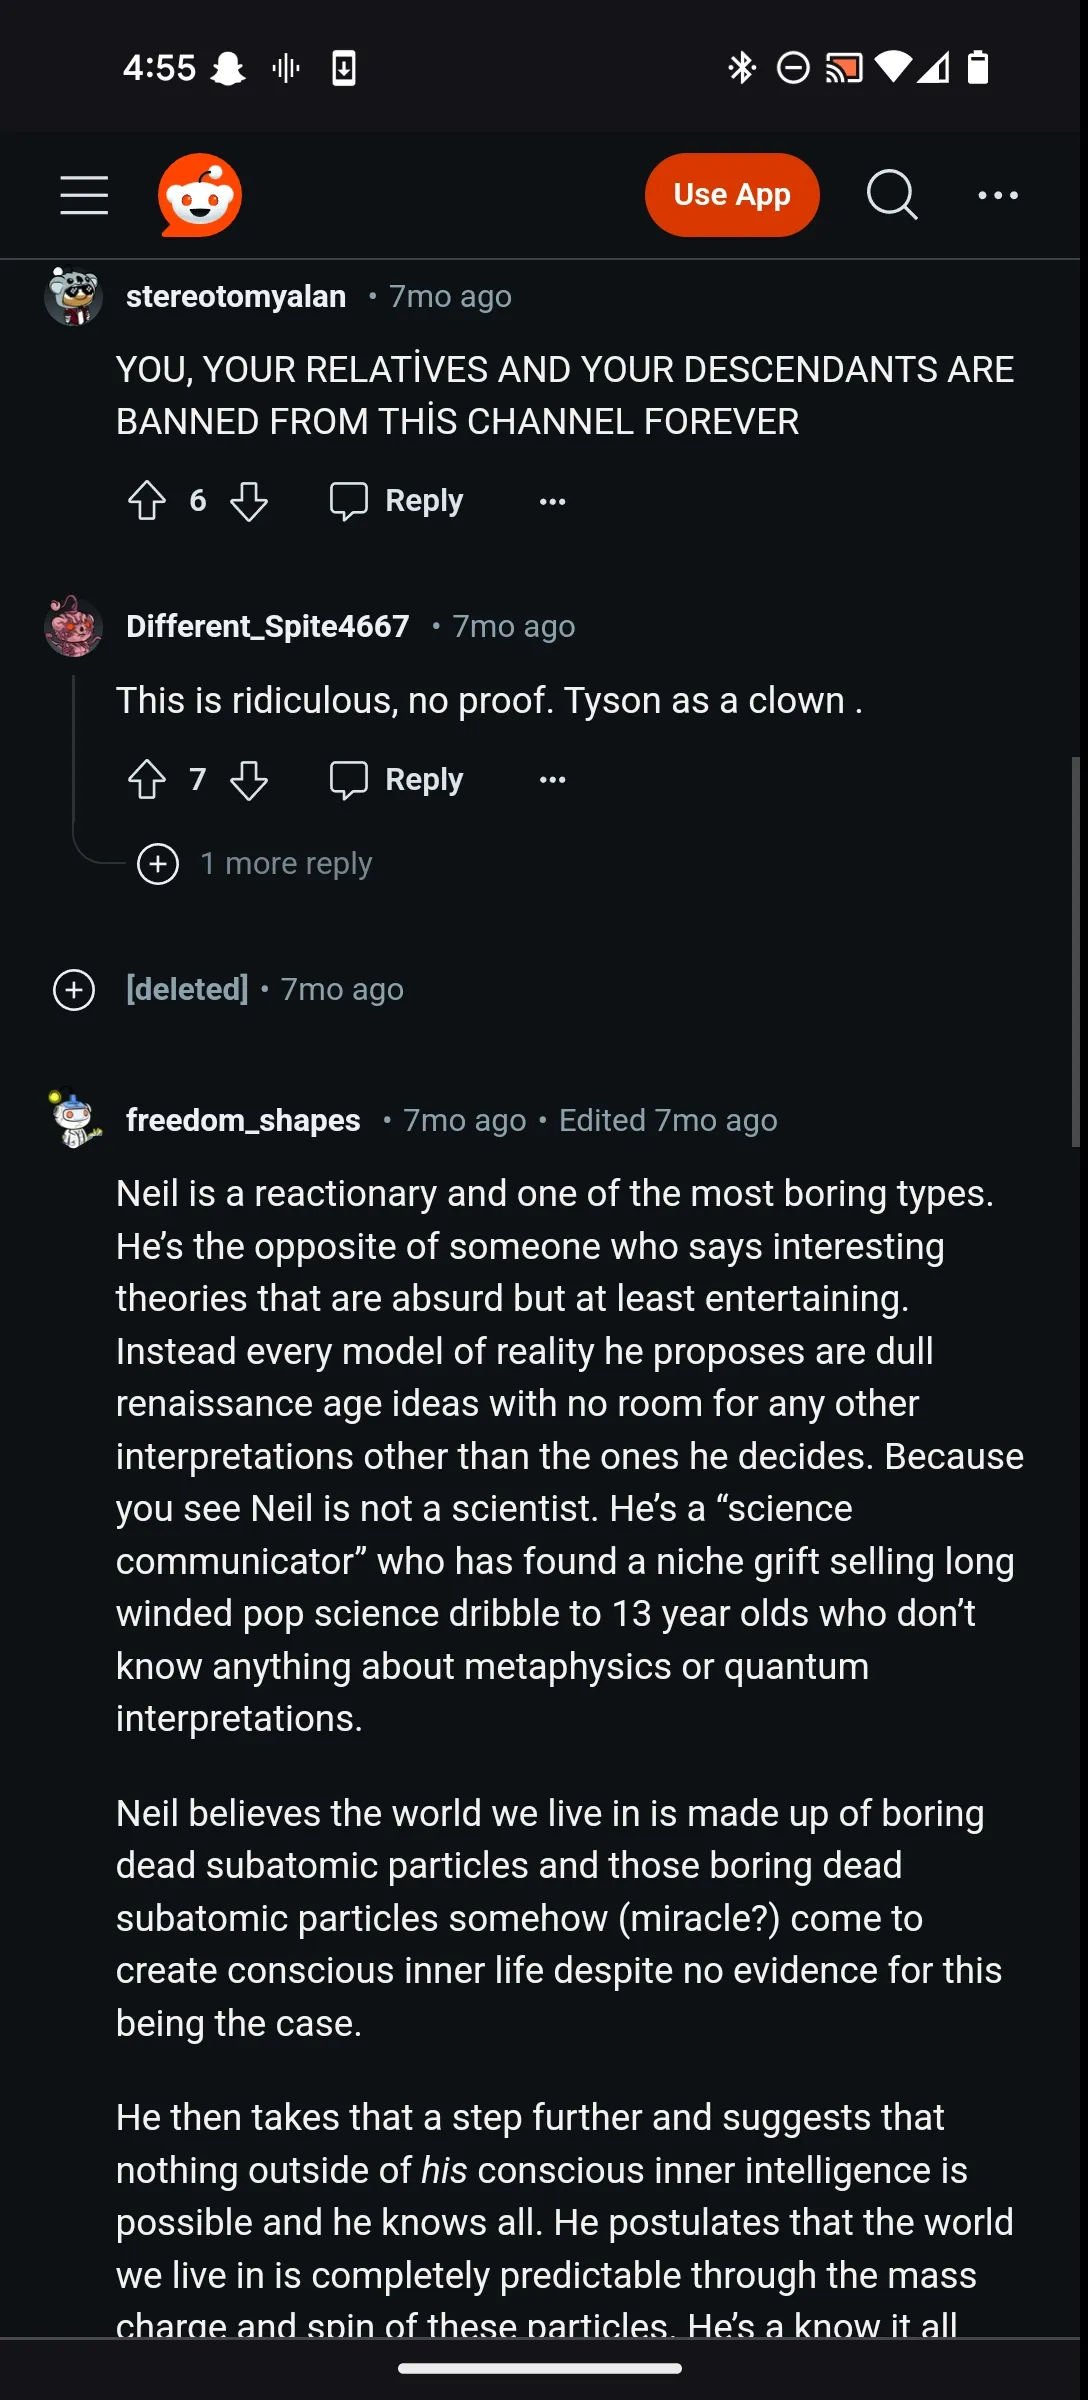 4:55
Use App
stereotomyalan • 7mo ago
YOU, YOUR RELATİVES AND YOUR DESCENDANTS ARE
BANNED FROM THİS CHANNEL FOREVER
6 Reply
Different_Spite4667 • 7mo ago
This is ridiculous, no proof. Tyson as a clown .
7 Reply
1 more reply
[deleted] • 7mo ago
freedom_shapes • 7mo ago • Edited 7mo ago
Neil is a reactionary and one of the most boring types.
He’s the opposite of someone who says interesting
theories that are absurd but at least entertaining.
Instead every model of reality he proposes are dull
renaissance age ideas with no room for any other
interpretations other than the ones he decides. Because
you see Neil is not a scientist. He’s a “science
communicator” who has found a niche grift selling long
winded pop science dribble to 13 year olds who don’t
know anything about metaphysics or quantum
interpretations.
Neil believes the world we live in is made up of boring
dead subatomic particles and those boring dead
subatomic particles somehow (miracle?) come to
create conscious inner life despite no evidence for this
being the case.
He then takes that a step further and suggests that
nothing outside of his conscious inner intelligence is
possible and he knows all. He postulates that the world
we live in is completely predictable through the mass
charge and spin of these particles. He’s a know it all